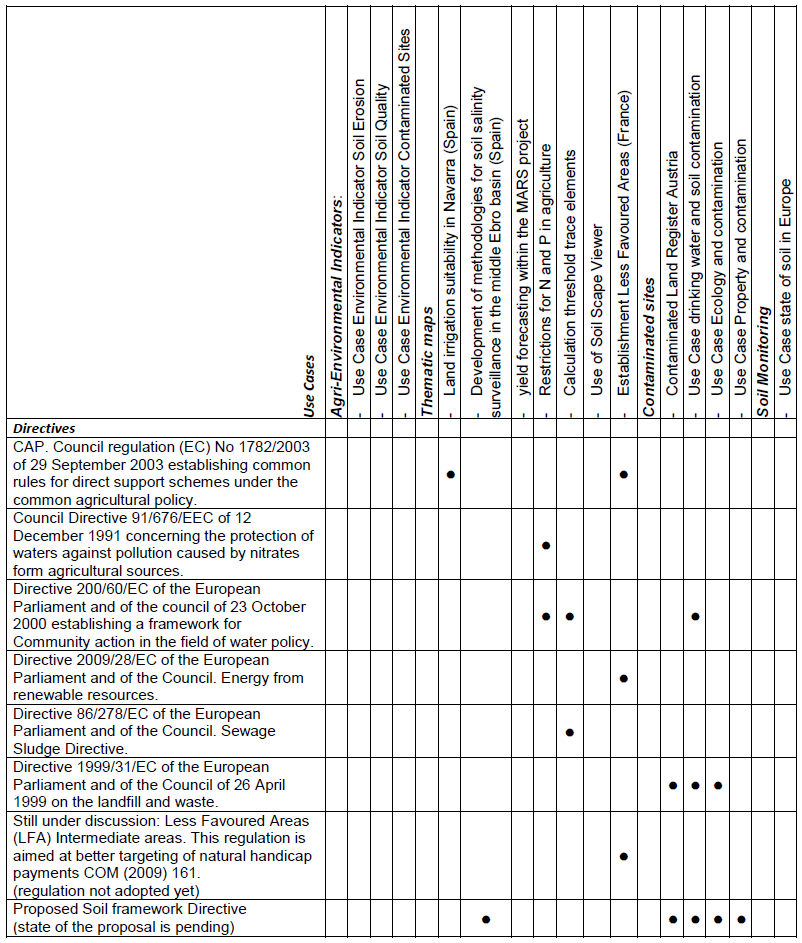 Use Cases
Agri-Environmental Indicators:
- Use Case Environmental Indicator Soil Erosion
- Use Case Environmental Indicator Soil Quality
- Use Case Environmental Indicator Contaminated Sites
Thematic maps
- Land irrigation suitability in Navarra (Spain)
- Development of methodologies for soil salinity
surveillance in the middle Ebro basin (Spain)
- yield forecasting within the MARS project
- Restrictions for N and P in agriculture
- Calculation threshold trace elements
- Use of Soil Scape Viewer
- Establishment Less Favoured Areas (France)
Contaminated sites
- Contaminated Land Register Austria
- Use Case drinking water and soil contamination
- Use Case Ecology and contamination
- Use Case Property and contamination
Soil Monitoring
- Use Case state of soil in Europe
Directives
CAP. Council regulation (EC) No 1782/2003
of 29 September 2003 establishing common
rules for direct support schemes under the
common agricultural policy.
● ●
Council Directive 91/676/EEC of 12
December 1991 concerning the protection of
waters against pollution caused by nitrates
form agricultural sources.
●
Directive 200/60/EC of the European
Parliament and of the council of 23 October
2000 establishing a framework for
Community action in the field of water policy.
● ● ●
Directive 2009/28/EC of the European
Parliament and of the Council. Energy from
renewable resources.
●
Directive 86/278/EC of the European
Parliament and of the Council. Sewage
Sludge Directive.
●
Directive 1999/31/EC of the European
Parliament and of the Council of 26 April
1999 on the landfill and waste.
● ● ●
Still under discussion: Less Favoured Areas
(LFA) Intermediate areas. This regulation is
aimed at better targeting of natural handicap
payments COM (2009) 161.
(regulation not adopted yet)
●
Proposed Soil framework Directive
(state of the proposal is pending)
● ● ● ● ●